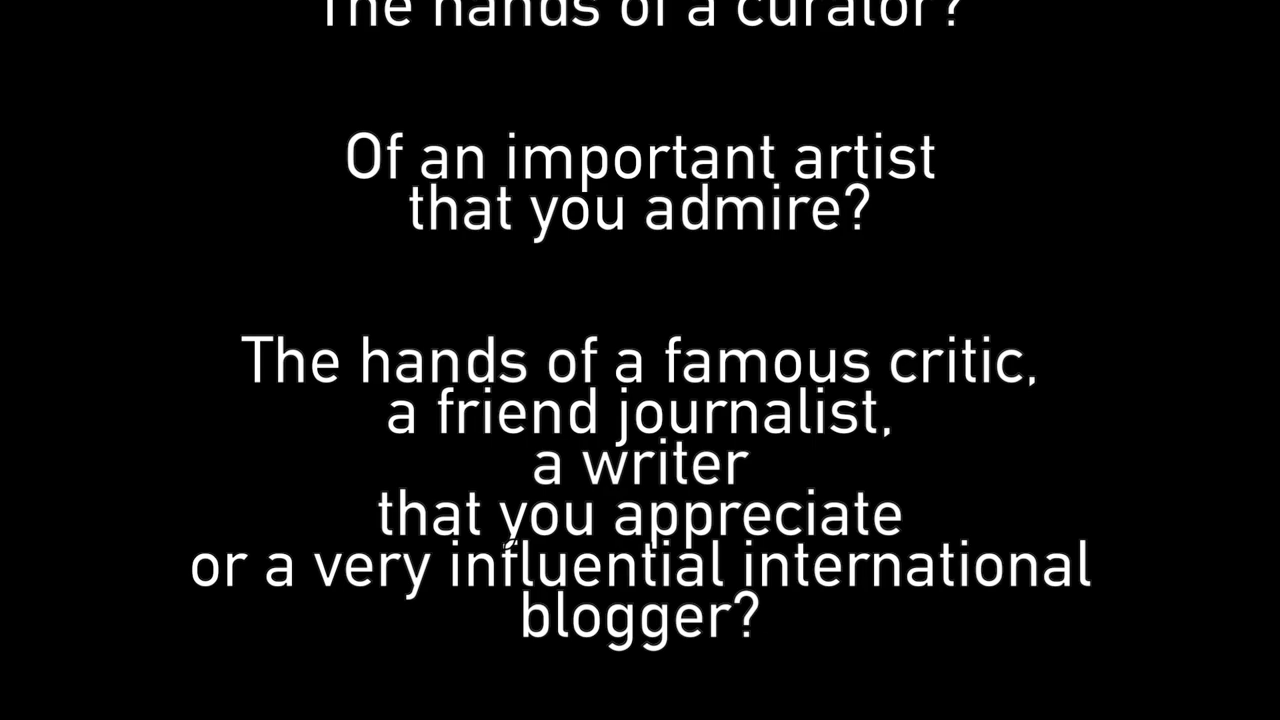 The hands of a curator?
Of an important artist
that you admire?
The hands of a famous critic,
a friend journalist,
a writer
that you appreciate
or a very influential international
blogger?